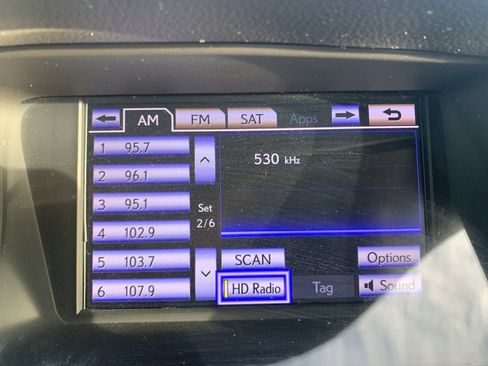 AM FM SAT Apps
1 95.7
2 96.1
3 95.1
4 102.9
5 103.7
6 107.9
Set
2/6
530 kHz
SCAN Options
HD Radio Tag Sound